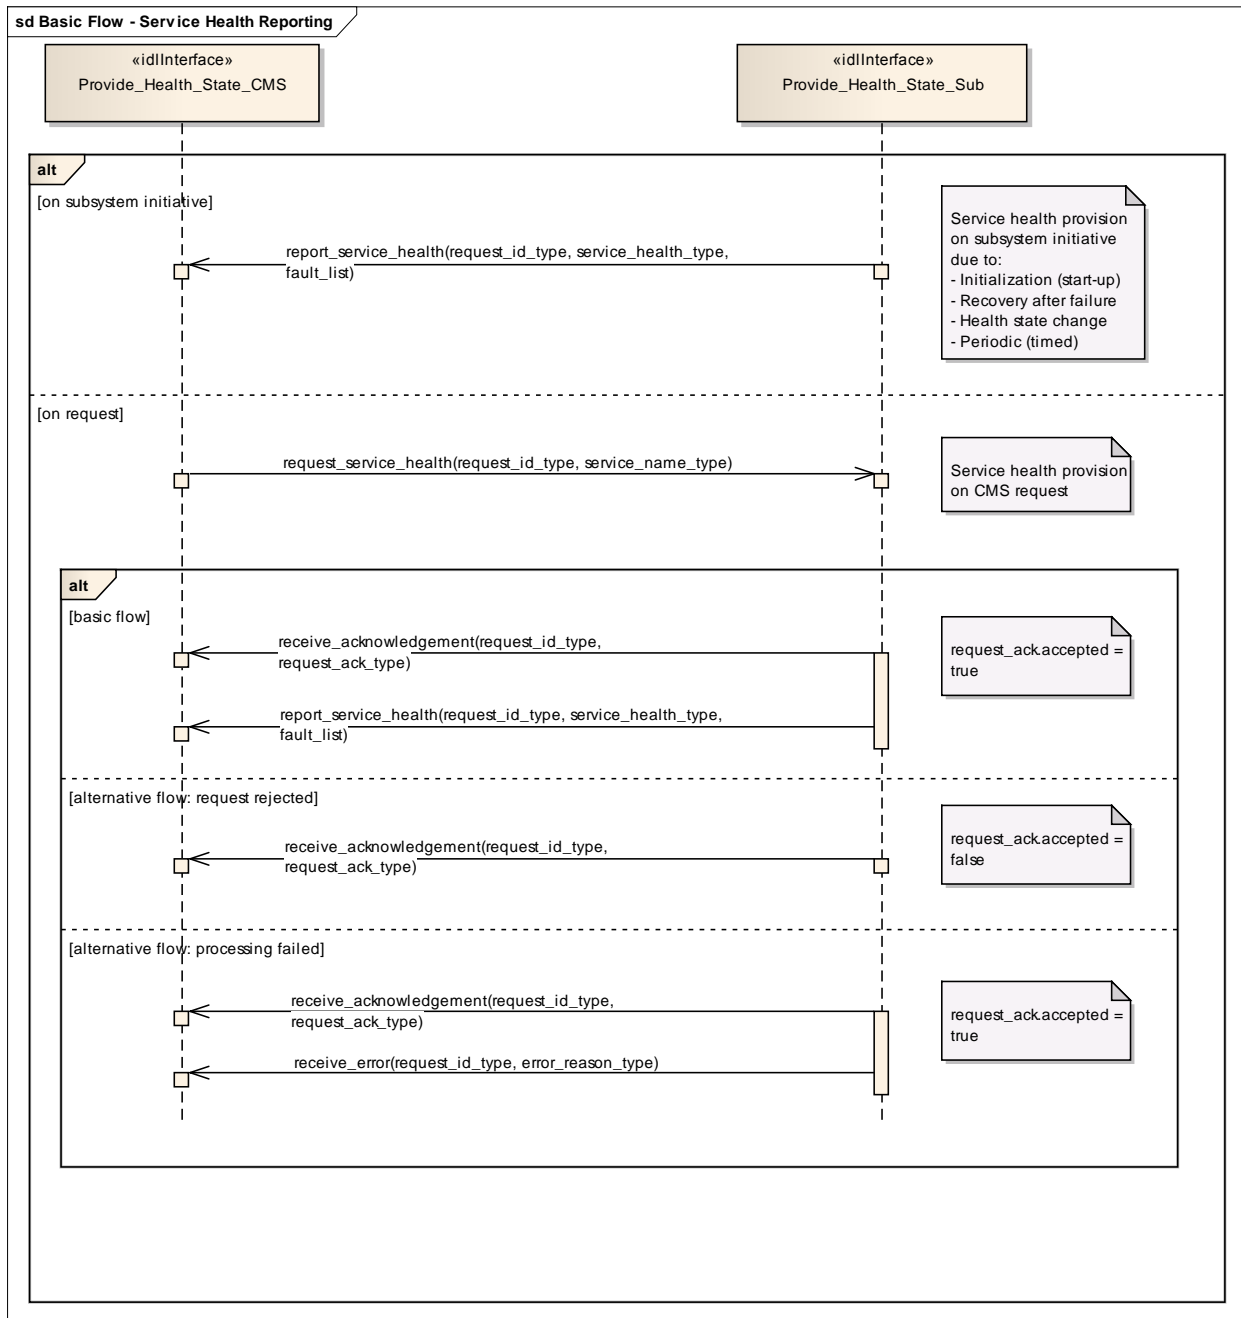 sd Basic Flow - Service Health Reporting
«idlInterface»
Provide_Health_State_CMS
«idlInterface»
Provide_Health_State_Sub
alt
[on subsystem initiative]
Service health provision
on subsystem initiative
due to:
- Initialization (start-up)
- Recovery after failure
- Health state change
- Periodic (timed)
report_service_health(request_id_type, service_health_type,
fault_list)
[on request]
request_service_health(request_id_type, service_name_type)
Service health provision
on CMS request
alt
[basic flow]
receive_acknowledgement(request_id_type,
request_ack_type)
request_ack.accepted =
true
report_service_health(request_id_type, service_health_type,
fault_list)
[alternative flow: request rejected]
receive_acknowledgement(request_id_type,
request_ack_type)
request_ack.accepted =
false
[alternative flow: processing failed]
receive_acknowledgement(request_id_type,
request_ack_type)
request_ack.accepted =
true
receive_error(request_id_type, error_reason_type)